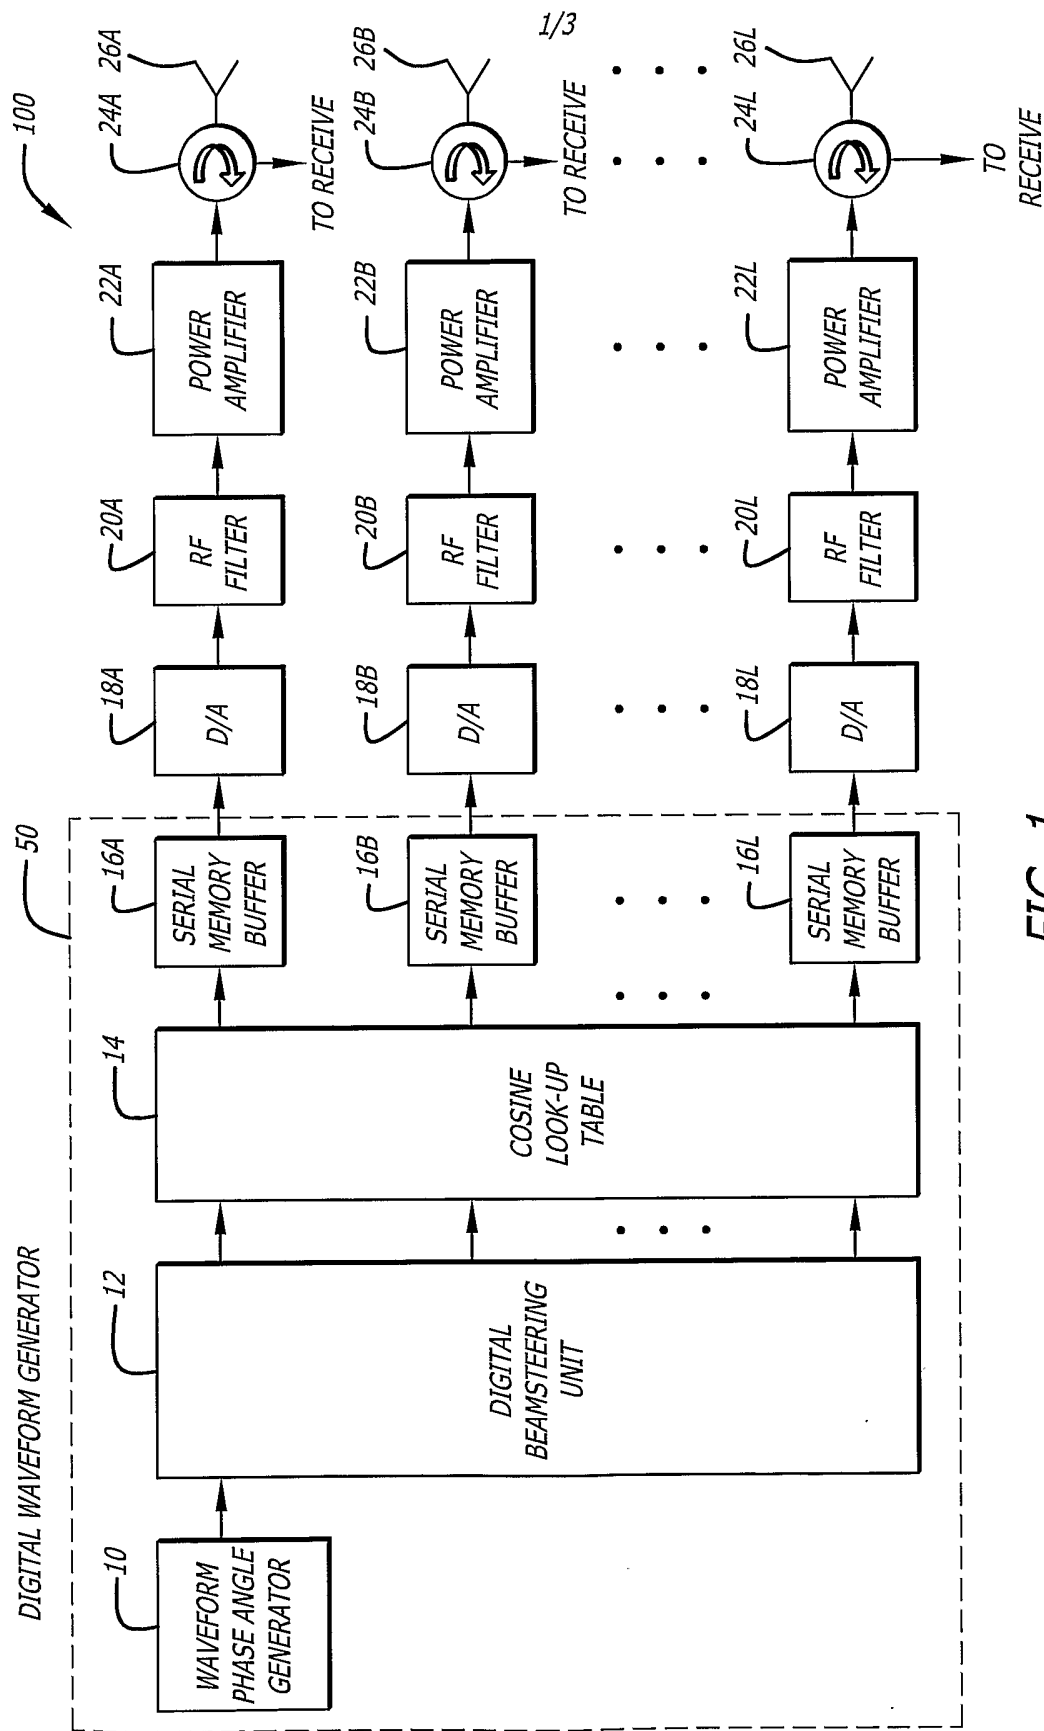 1/3
DIGITAL WAVEFORM GENERATOR
50
100
10
WAVEFORM
PHASE ANGLE
GENERATOR
12
DIGITAL
BEAMSTEERING
UNIT
14
COSINE
LOOK-UP
TABLE
16A
SERIAL
MEMORY
BUFFER
18A
D/A
20A
RF
FILTER
22A
POWER
AMPLIFIER
24A
26A
TO RECEIVE
16B
SERIAL
MEMORY
BUFFER
18B
D/A
20B
RF
FILTER
22B
POWER
AMPLIFIER
24B
26B
TO RECEIVE
16L
SERIAL
MEMORY
BUFFER
18L
D/A
20L
RF
FILTER
22L
POWER
AMPLIFIER
24L
26L
TO
RECEIVE
FIG. 1